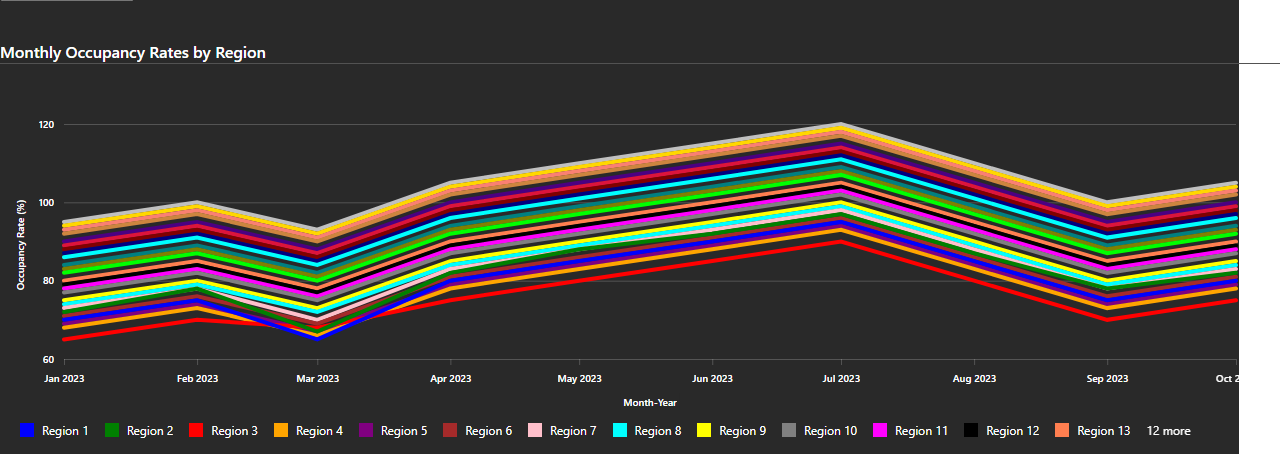 Monthly Occupancy Rates by Region
120
100
80
60
Occupancy Rate (%)
Jan 2023 Feb 2023 Mar 2023 Apr 2023 May 2023 Jun 2023 Jul 2023 Aug 2023 Sep 2023 Oct 2
Month-Year
Region 1 Region 2 Region 3 Region 4 Region 5 Region 6 Region 7 Region 8 Region 9 Region 10 Region 11 Region 12 Region 13 12 more